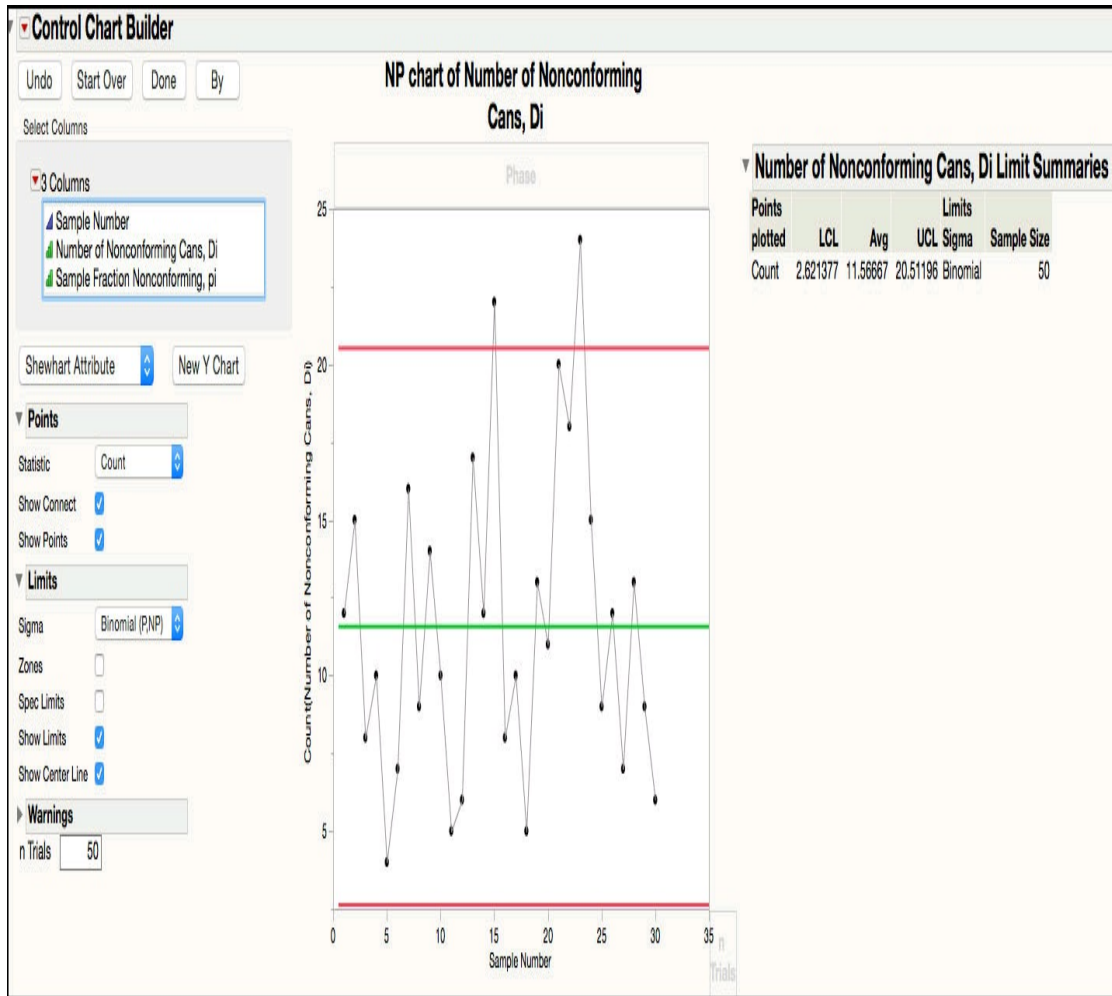 Control Chart Builder
Undo Start Over Done By
Select Columns
3 Columns
Sample Number
Number of Nonconforming Cans, Di
Sample Fraction Nonconforming, pi
Shewhart Attribute New Y Chart
Points
Statistic Count
Show Connect
Show Points
Limits
Sigma Binomial (P,NP)
Zones
Spec Limits
Show Limits
Show Center Line
Warnings
n Trials 50
NP chart of Number of Nonconforming
Cans, Di
Phase
Count(Number of Nonconforming Cans, Di)
25
20
15
10
5
0 5 10 15 20 25 30 35
Sample Number
n
Trials
Number of Nonconforming Cans, Di Limit Summaries
Points Limits
plotted LCL Avg UCL Sigma Sample Size
Count 2.621377 11.56667 20.51196 Binomial 50